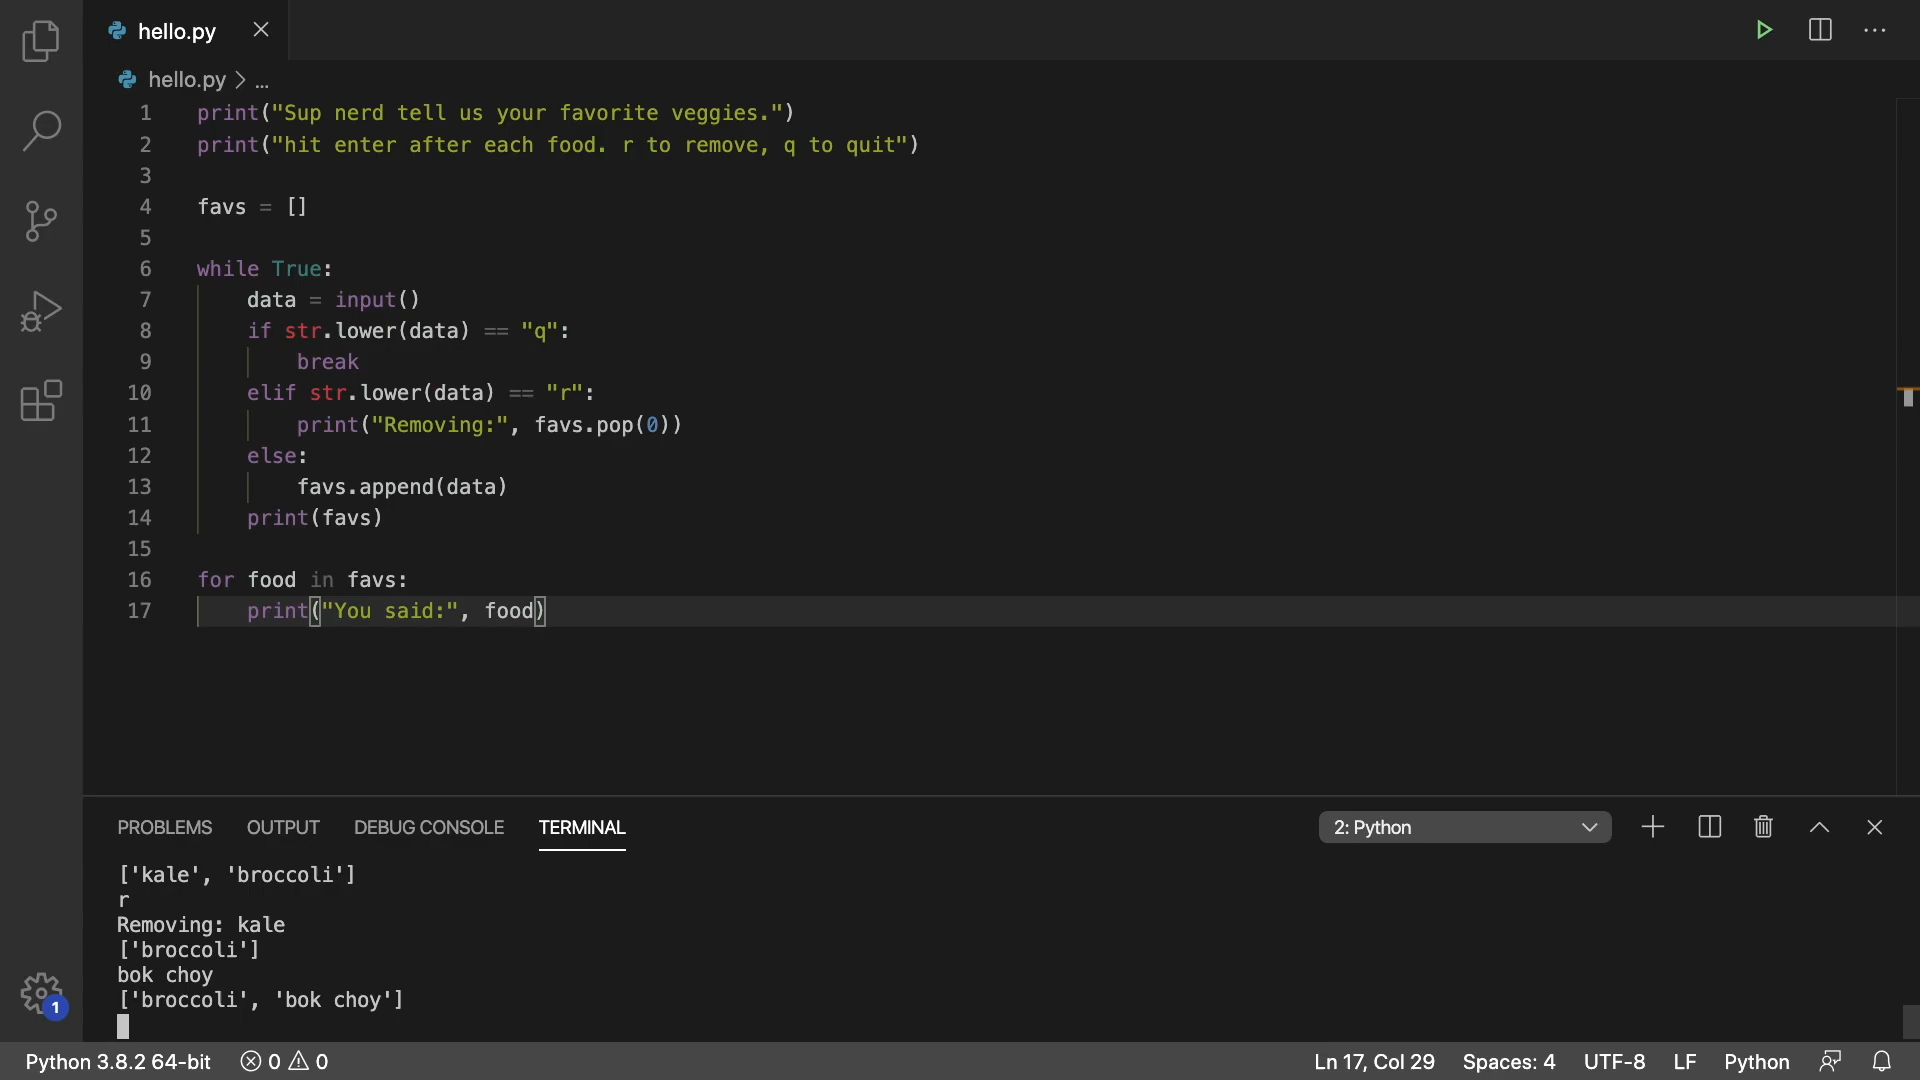 hello.py
hello.py > ...
1 print("Sup nerd tell us your favorite veggies.")
2 print("hit enter after each food. r to remove, q to quit")
3
4 favs = []
5
6 while True:
7     data = input()
8     if str.lower(data) == "q":
9         break
10     elif str.lower(data) == "r":
11         print("Removing:", favs.pop(0))
12     else:
13         favs.append(data)
14     print(favs)
15
16 for food in favs:
17     print("You said:", food)
PROBLEMS OUTPUT DEBUG CONSOLE TERMINAL 2: Python
['kale', 'broccoli']
r
Removing: kale
['broccoli']
bok choy
['broccoli', 'bok choy']
1
Python 3.8.2 64-bit 0 0 Ln 17, Col 29 Spaces: 4 UTF-8 LF Python